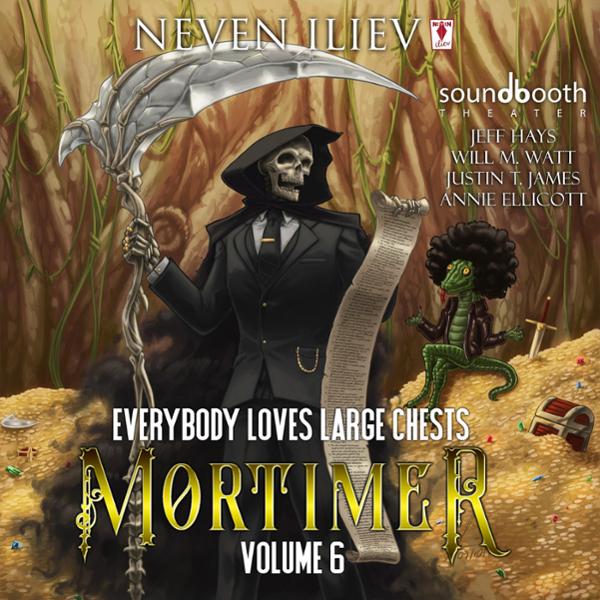 NEVEN ILIEV
soundbooth
THEATER
JEFF HAYS
WILL M. WATT
JUSTIN T. JAMES
ANNIE ELLICOTT
EVERYBODY LOVES LARGE CHESTS
MORTIMER
VOLUME 6